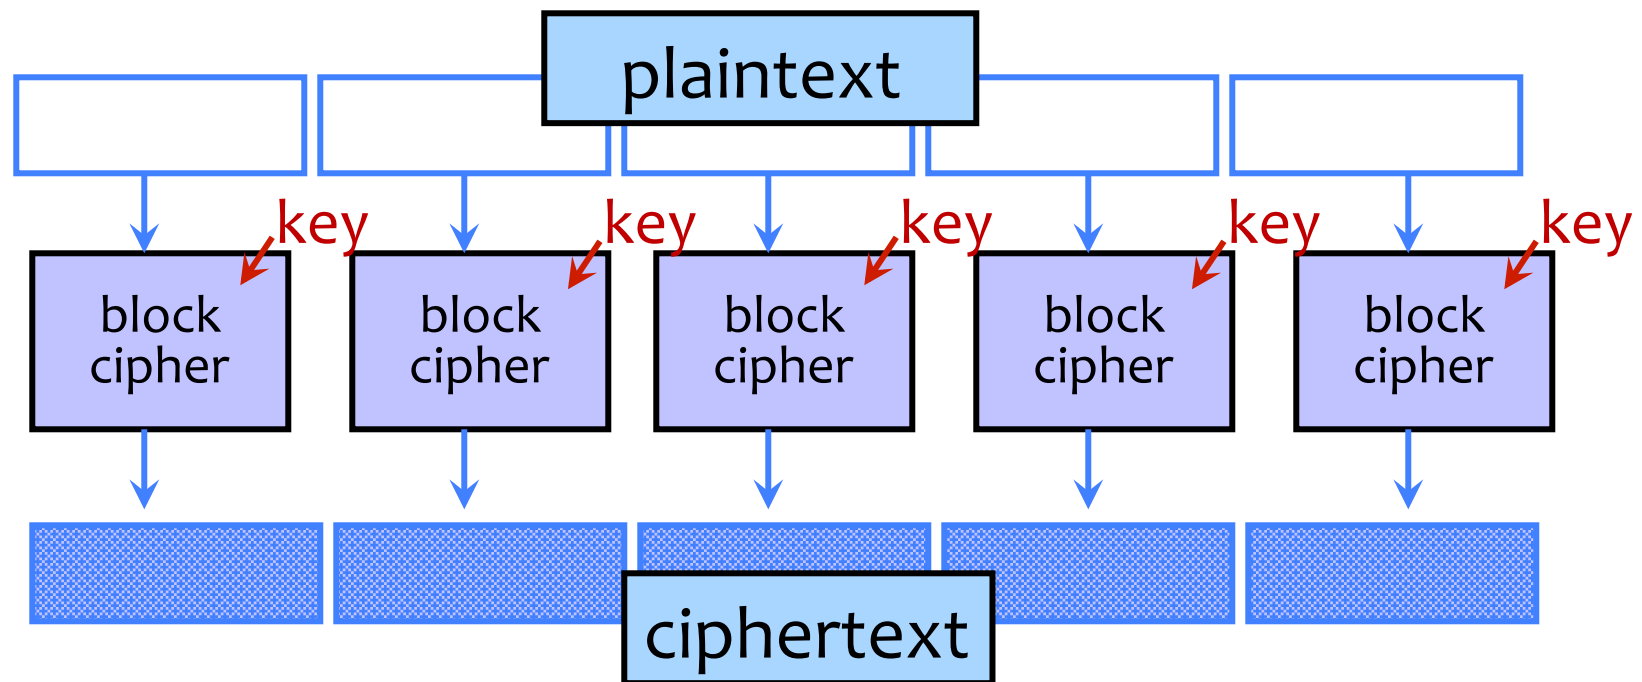 plaintext
key key key key key
block block block block block
cipher cipher cipher cipher cipher
ciphertext